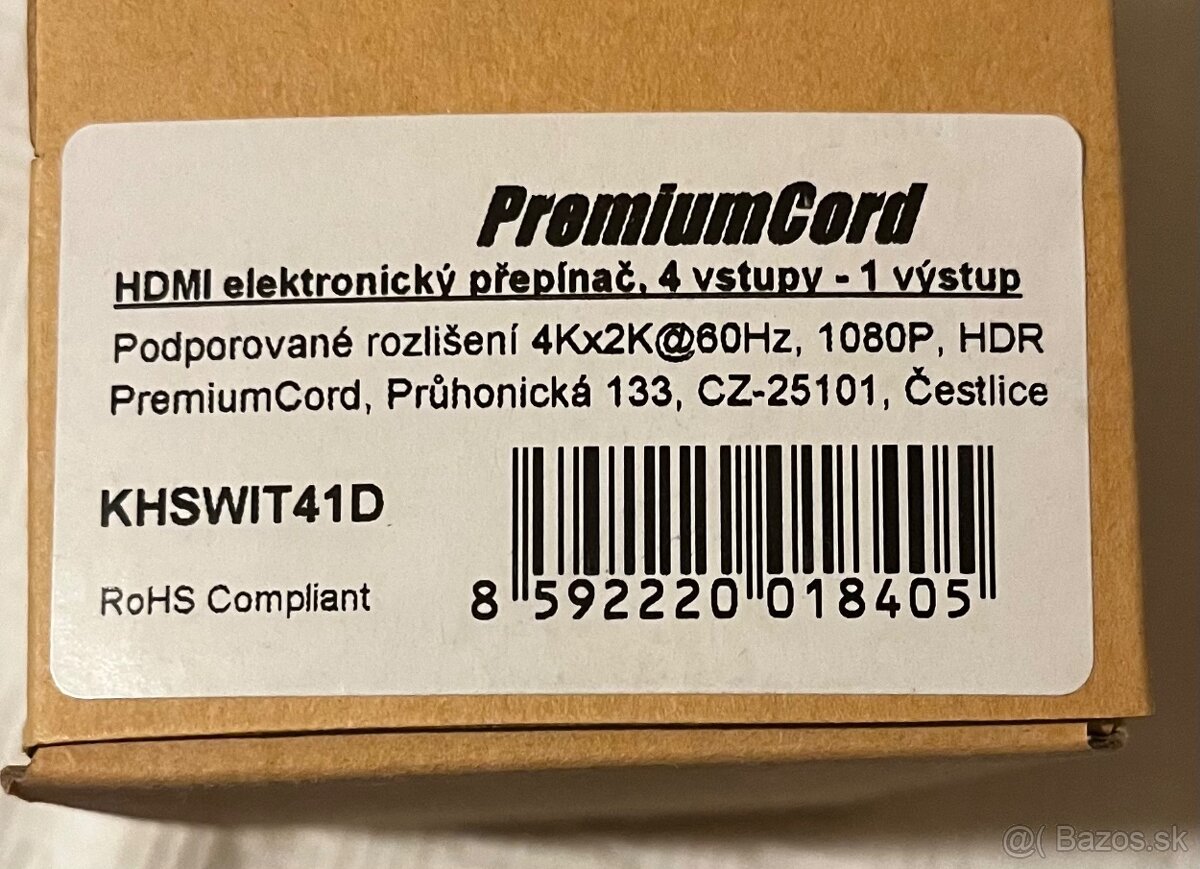 PremiumCord
HDMI elektronický přepínač, 4 vstupy - 1 výstup
Podporované rozlišení 4Kx2K@60Hz, 1080P, HDR
PremiumCord, Průhonická 133, CZ-25101, Čestlice
KHSWIT41D
RoHS Compliant
8 592220 018405
@( Bazos.sk